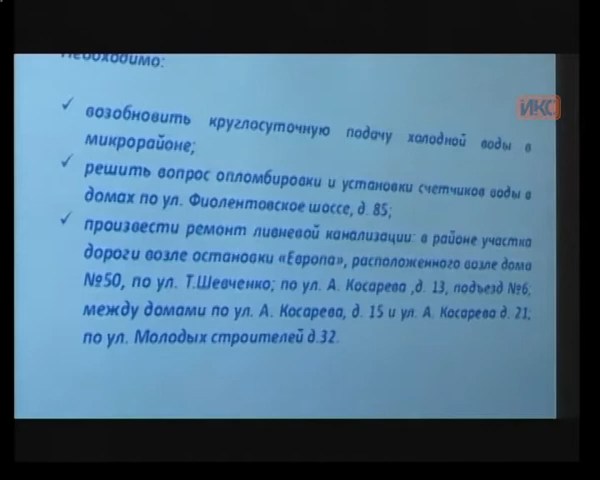 Необходимо:
ИКС
возобновить круглосуточную подачу холодной воды в
микрорайоне;
решить вопрос опломбировки и установки счетчиков воды в
домах по ул. Фиолентовское шоссе, д. 85;
произвести ремонт ливневой канализации: в районе участка
дороги возле остановки «Европа», расположенного возле дома
№50, по ул. Т.Шевченко; по ул. А. Косарева ,д. 13, подъезд №6;
между домами по ул. А. Косарева, д. 15 и ул. А. Косарева д. 21;
по ул. Молодых строителей д.32.